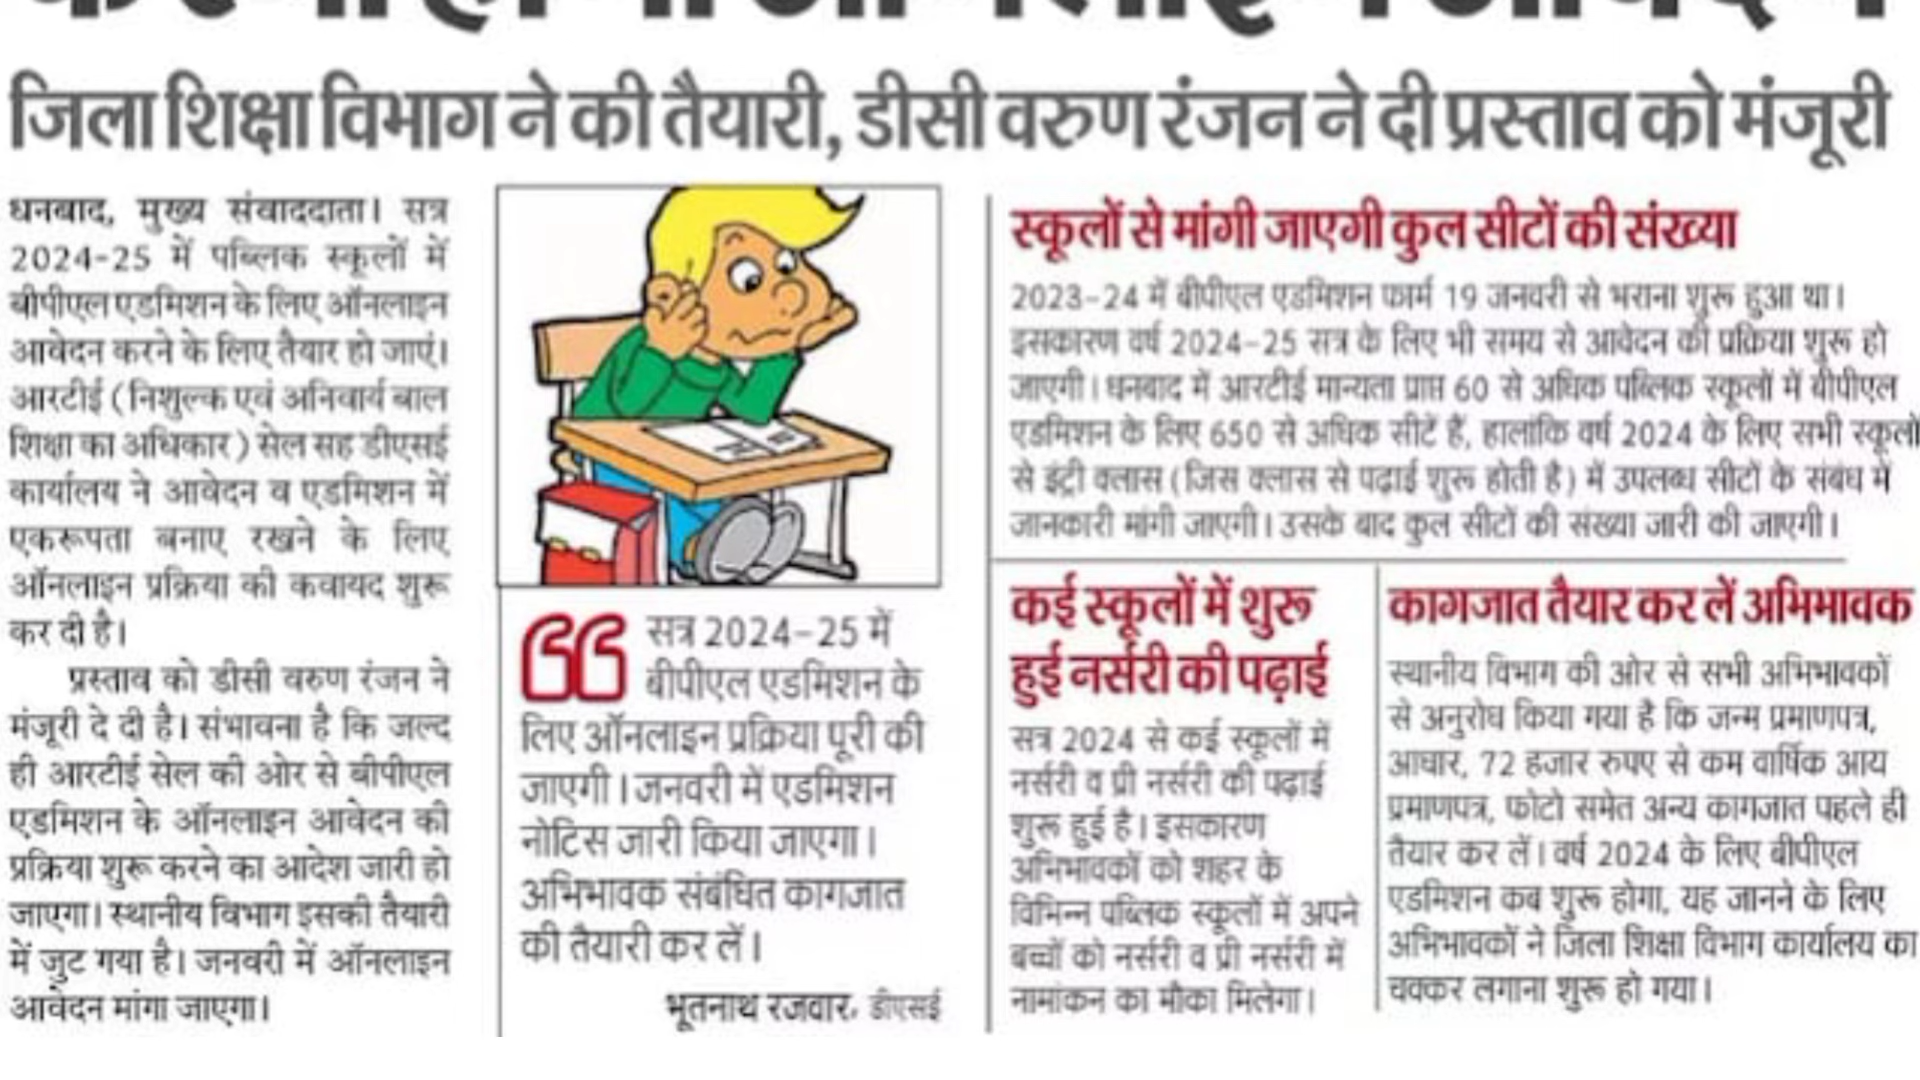 जिला शिक्षा विभाग ने की तैयारी, डीसी वरुण रंजन ने दी प्रस्ताव को मंजूरी
धनबाद, मुख्य संवाददाता। सत्र
2024-25 में पब्लिक स्कूलों में
बीपीएल एडमिशन के लिए ऑनलाइन
आवेदन करने के लिए तैयार हो जाएं।
आरटीई (निशुल्क एवं अनिवार्य बाल
शिक्षा का अधिकार) सेल सह डीएसई
कार्यालय ने आवेदन व एडमिशन में
एकरूपता बनाए रखने के लिए
ऑनलाइन प्रक्रिया की कवायद शुरू
कर दी है।
प्रस्ताव को डीसी वरुण रंजन ने
मंजूरी दे दी है। संभावना है कि जल्द
ही आरटीई सेल की ओर से बीपीएल
एडमिशन के ऑनलाइन आवेदन की
प्रक्रिया शुरू करने का आदेश जारी हो
जाएगा। स्थानीय विभाग इसकी तैयारी
में जुट गया है। जनवरी में ऑनलाइन
आवेदन मांगा जाएगा।
सत्र 2024-25 में
बीपीएल एडमिशन के
लिए ऑनलाइन प्रक्रिया पूरी की
जाएगी। जनवरी में एडमिशन
नोटिस जारी किया जाएगा।
अभिभावक संबंधित कागजात
की तैयारी कर लें।
भूतनाथ रजवार, डीएसई
स्कूलों से मांगी जाएगी कुल सीटों की संख्या
2023-24 में बीपीएल एडमिशन फार्म 19 जनवरी से भराना शुरू हुआ था।
इसकारण वर्ष 2024-25 सत्र के लिए भी समय से आवेदन की प्रक्रिया शुरू हो
जाएगी। धनबाद में आरटीई मान्यता प्राप्त 60 से अधिक पब्लिक स्कूलों में बीपीएल
एडमिशन के लिए 650 से अधिक सीटें हैं, हालांकि वर्ष 2024 के लिए सभी स्कूलों
से इंट्री क्लास (जिस क्लास से पढ़ाई शुरू होती है) में उपलब्ध सीटों के संबंध में
जानकारी मांगी जाएगी। उसके बाद कुल सीटों की संख्या जारी की जाएगी।
कई स्कूलों में शुरू
हुई नर्सरी की पढ़ाई
सत्र 2024 से कई स्कूलों में
नर्सरी व प्री नर्सरी की पढ़ाई
शुरू हुई है। इसकारण
अभिभावकों को शहर के
विभिन्न पब्लिक स्कूलों में अपने
बच्चों को नर्सरी व प्री नर्सरी में
नामांकन का मौका मिलेगा।
कागजात तैयार कर लें अभिभावक
स्थानीय विभाग की ओर से सभी अभिभावकों
से अनुरोध किया गया है कि जन्म प्रमाणपत्र,
आधार, 72 हजार रुपए से कम वार्षिक आय
प्रमाणपत्र, फोटो समेत अन्य कागजात पहले ही
तैयार कर लें। वर्ष 2024 के लिए बीपीएल
एडमिशन कब शुरू होगा, यह जानने के लिए
अभिभावकों ने जिला शिक्षा विभाग कार्यालय का
चक्कर लगाना शुरू हो गया।